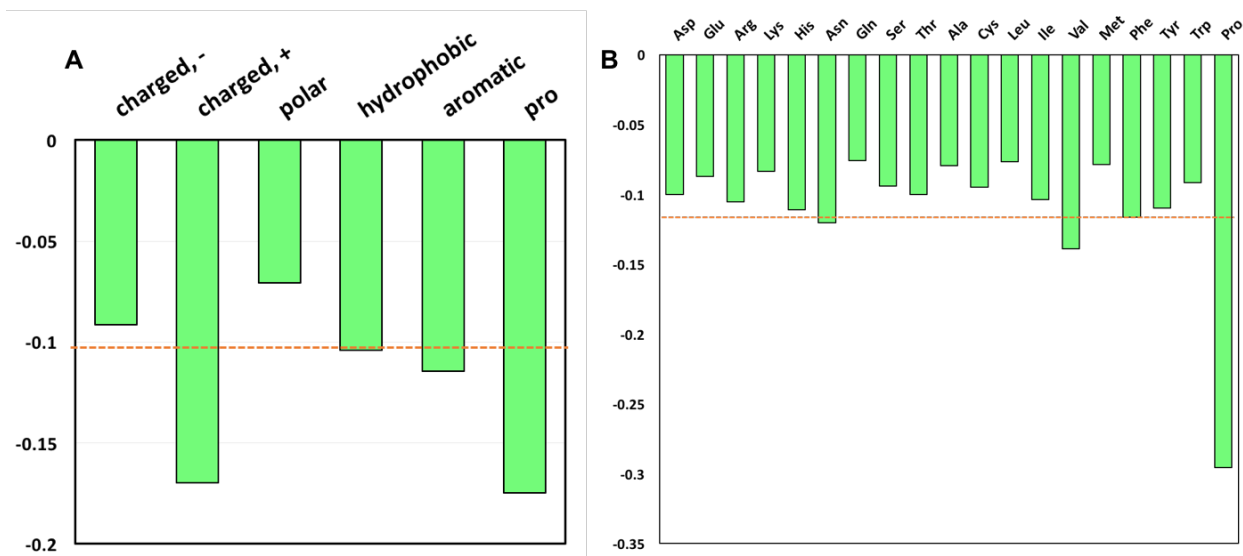 A
charged, -
charged, +
polar
hydrophobic
aromatic
pro
0
-0.05
-0.1
-0.15
-0.2
B
Asp
Glu
Arg
Lys
His
Asn
Gln
Ser
Thr
Ala
Cys
Leu
Ile
Val
Met
Phe
Tyr
Trp
Pro
0
-0.05
-0.1
-0.15
-0.2
-0.25
-0.3
-0.35